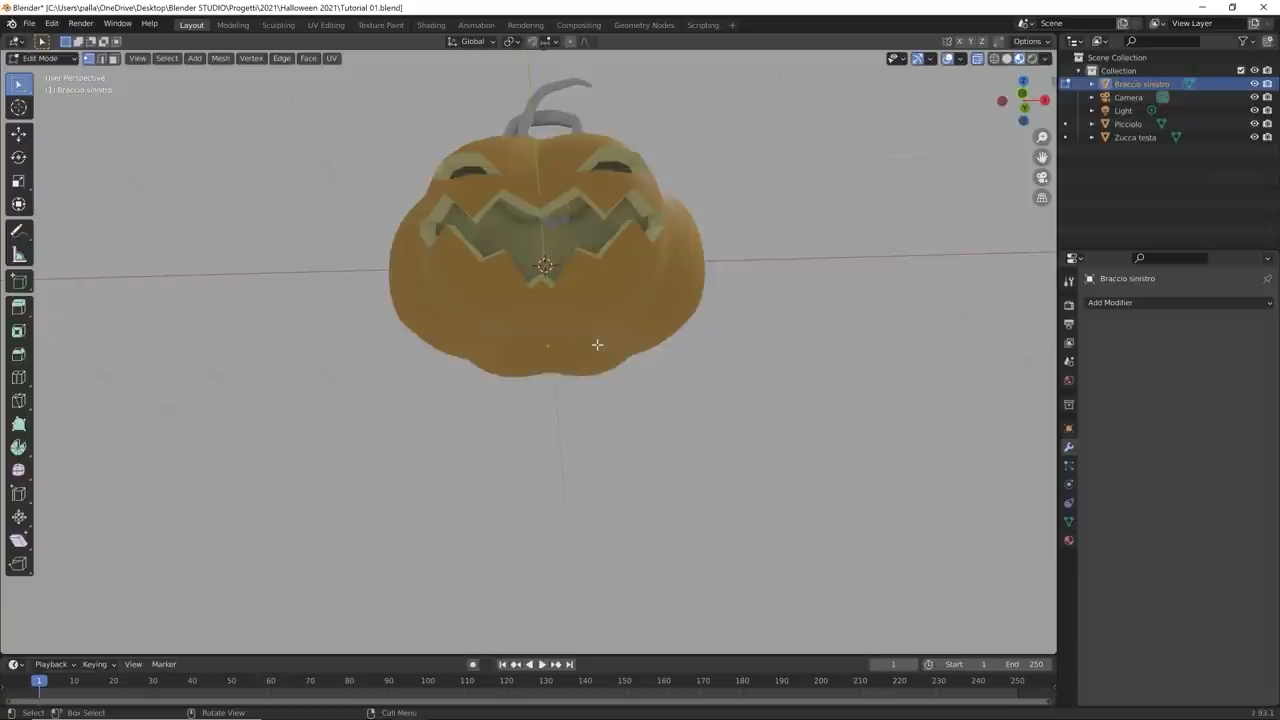 Blender* [C:\Users\palla\OneDrive\Desktop\Blender STUDIO\Progetti\2021\Halloween 2021\Tutorial 01.blend]
File Edit Render Window Help Layout Modeling Sculpting UV Editing Texture Paint Shading Animation Rendering Compositing Geometry Nodes Scripting Scene View Layer
Global X Y Z Options
Edit Mode View Select Add Mesh Vertex Edge Face UV
Scene Collection
Collection
User Perspective
(1) Braccio sinistro
Braccio sinistro
Camera
Light
Picciolo
Zucca testa
Z
X
Y
Braccio sinistro
Add Modifier
Playback Keying View Marker 1 Start 1 End 250
1 10 20 30 40 50 60 70 80 90 100 110 120 130 140 150 160 170 180 190 200 210 220 230 240 250
Select Box Select Rotate View Call Menu 2.93.1